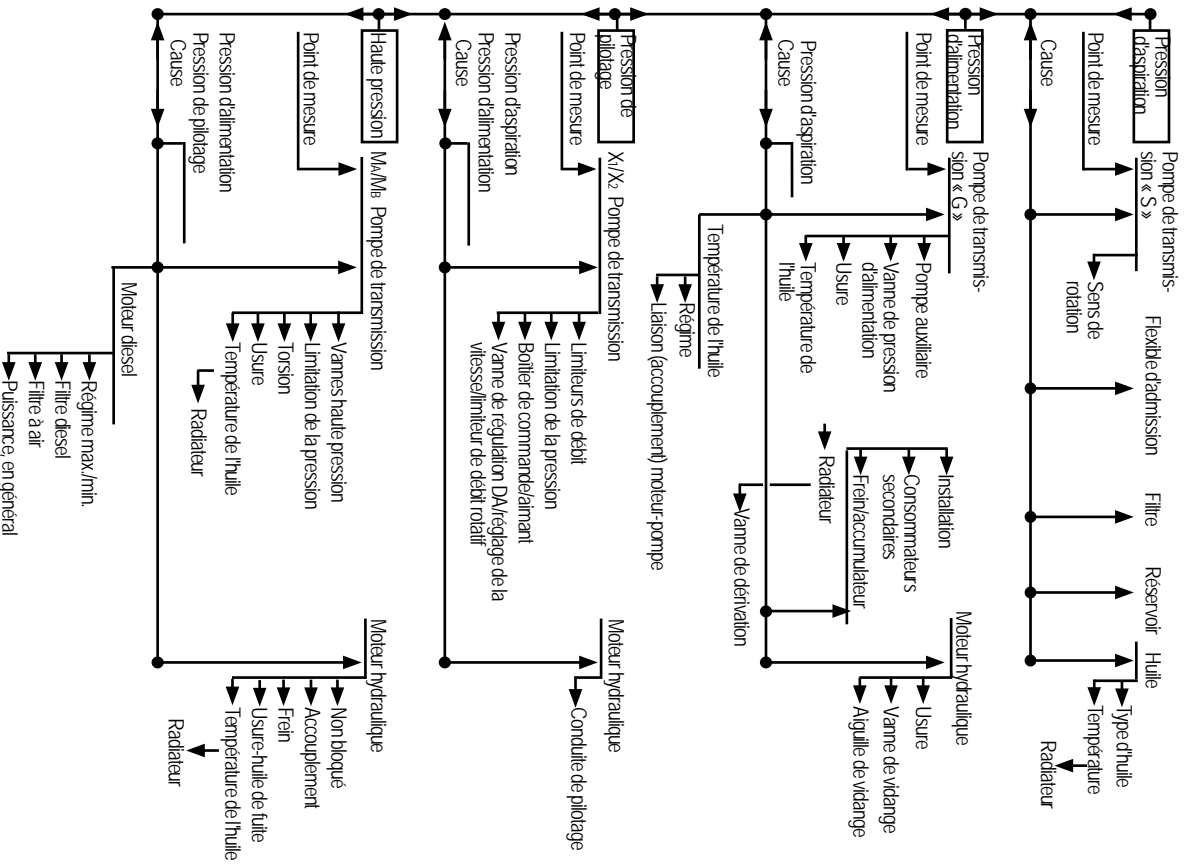 Pression
d'aspiration
Point de mesure
Cause
Pompe de transmis-
sion « S »
Sens de
rotation
Flexible d'admission
Filtre
Réservoir
Huile
Type d'huile
Température
Radiateur
Pression
d'alimentation
Point de mesure
Cause
Pression d'aspiration
Pompe de transmis-
sion « G »
Pompe auxiliaire
Vanne de pression
d'alimentation
Usure
Température de
l'huile
Température de l'huile
Régime
Liaison (accouplement) moteur-pompe
Installation
Consommateurs
secondaires
Frein/accumulateur
Radiateur
Vanne de dérivation
Moteur hydraulique
Usure
Vanne de vidange
Aiguille de vidange
Pression de
pilotage
Point de mesure
Cause
Pression d'aspiration
Pression d'alimentation
X1/X2 Pompe de transmission
Limiteurs de débit
Limitation de la pression
Boîtier de commande/aimant
Vanne de régulation DA/réglage de la
vitesse/limiteur de débit rotatif
Moteur hydraulique
Conduite de pilotage
Haute pression
Point de mesure
Cause
Pression d'alimentation
Pression de pilotage
MA/MB Pompe de transmission
Vannes haute pression
Limitation de la pression
Torsion
Usure
Température de l'huile
Radiateur
Moteur diesel
Régime max./min.
Filtre diesel
Filtre à air
Puissance, en général
Moteur hydraulique
Non bloqué
Accouplement
Frein
Usure-huile de fuite
Température de l'huile
Radiateur